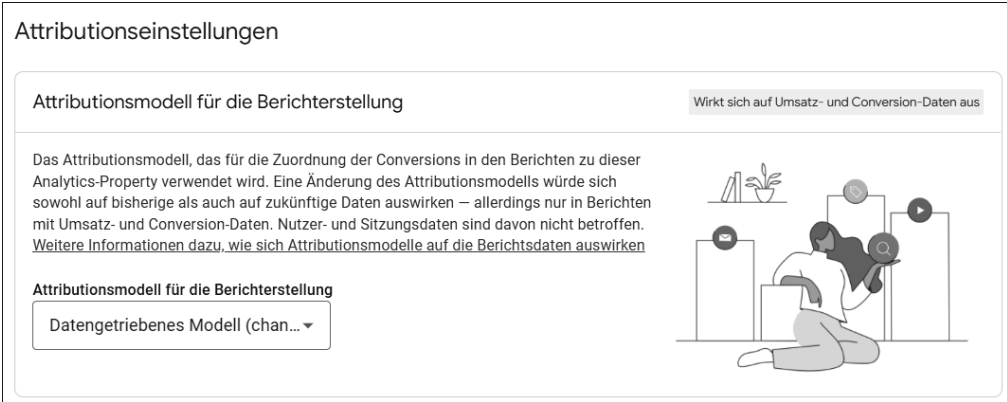 Attributionseinstellungen
Attributionsmodell für die Berichterstellung
Wirkt sich auf Umsatz- und Conversion-Daten aus
Das Attributionsmodell, das für die Zuordnung der Conversions in den Berichten zu dieser
Analytics-Property verwendet wird. Eine Änderung des Attributionsmodells würde sich
sowohl auf bisherige als auch auf zukünftige Daten auswirken — allerdings nur in Berichten
mit Umsatz- und Conversion-Daten. Nutzer- und Sitzungsdaten sind davon nicht betroffen.
Weitere Informationen dazu, wie sich Attributionsmodelle auf die Berichtsdaten auswirken
Attributionsmodell für die Berichterstellung
Datengetriebenes Modell (chan...